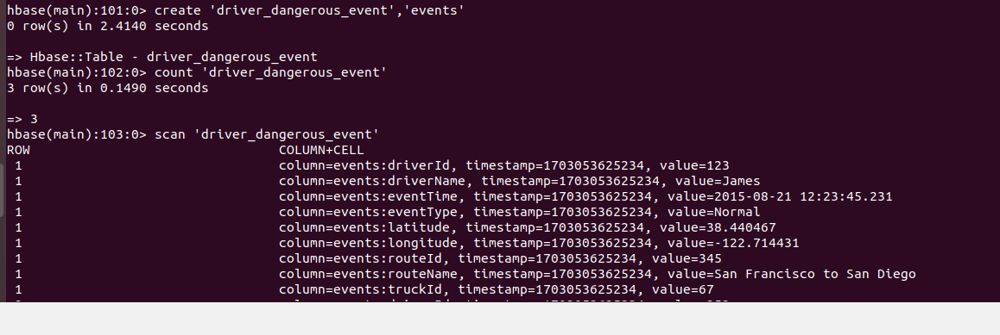 hbase(main):101:0> create 'driver_dangerous_event','events'
0 row(s) in 2.4140 seconds
=> Hbase::Table - driver_dangerous_event
hbase(main):102:0> count 'driver_dangerous_event'
3 row(s) in 0.1490 seconds
=> 3
hbase(main):103:0> scan 'driver_dangerous_event'
ROW COLUMN+CELL
1 column=events:driverId, timestamp=1703053625234, value=123
1 column=events:driverName, timestamp=1703053625234, value=James
1 column=events:eventTime, timestamp=1703053625234, value=2015-08-21 12:23:45.231
1 column=events:eventType, timestamp=1703053625234, value=Normal
1 column=events:latitude, timestamp=1703053625234, value=38.440467
1 column=events:longitude, timestamp=1703053625234, value=-122.714431
1 column=events:routeId, timestamp=1703053625234, value=345
1 column=events:routeName, timestamp=1703053625234, value=San Francisco to San Diego
1 column=events:truckId, timestamp=1703053625234, value=67